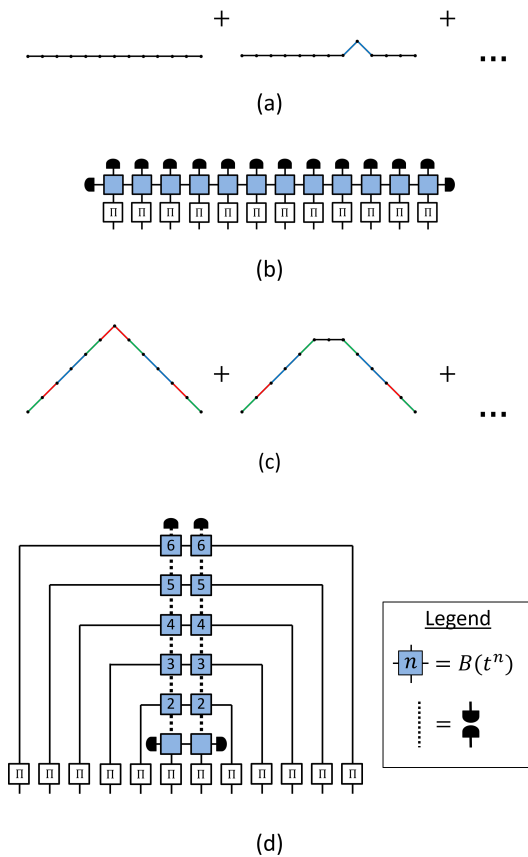 + + ...
(a)
Π Π Π Π Π Π Π Π Π Π Π Π
(b)
+ + ...
(c)
6 6
5 5
4 4
3 3
2 2
Π Π Π Π Π Π Π Π Π Π Π Π
(d)
Legend
n = B(tⁿ)
=